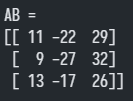 AB =
[[ 11 -22  29]
 [  9 -27  32]
 [ 13 -17  26]]